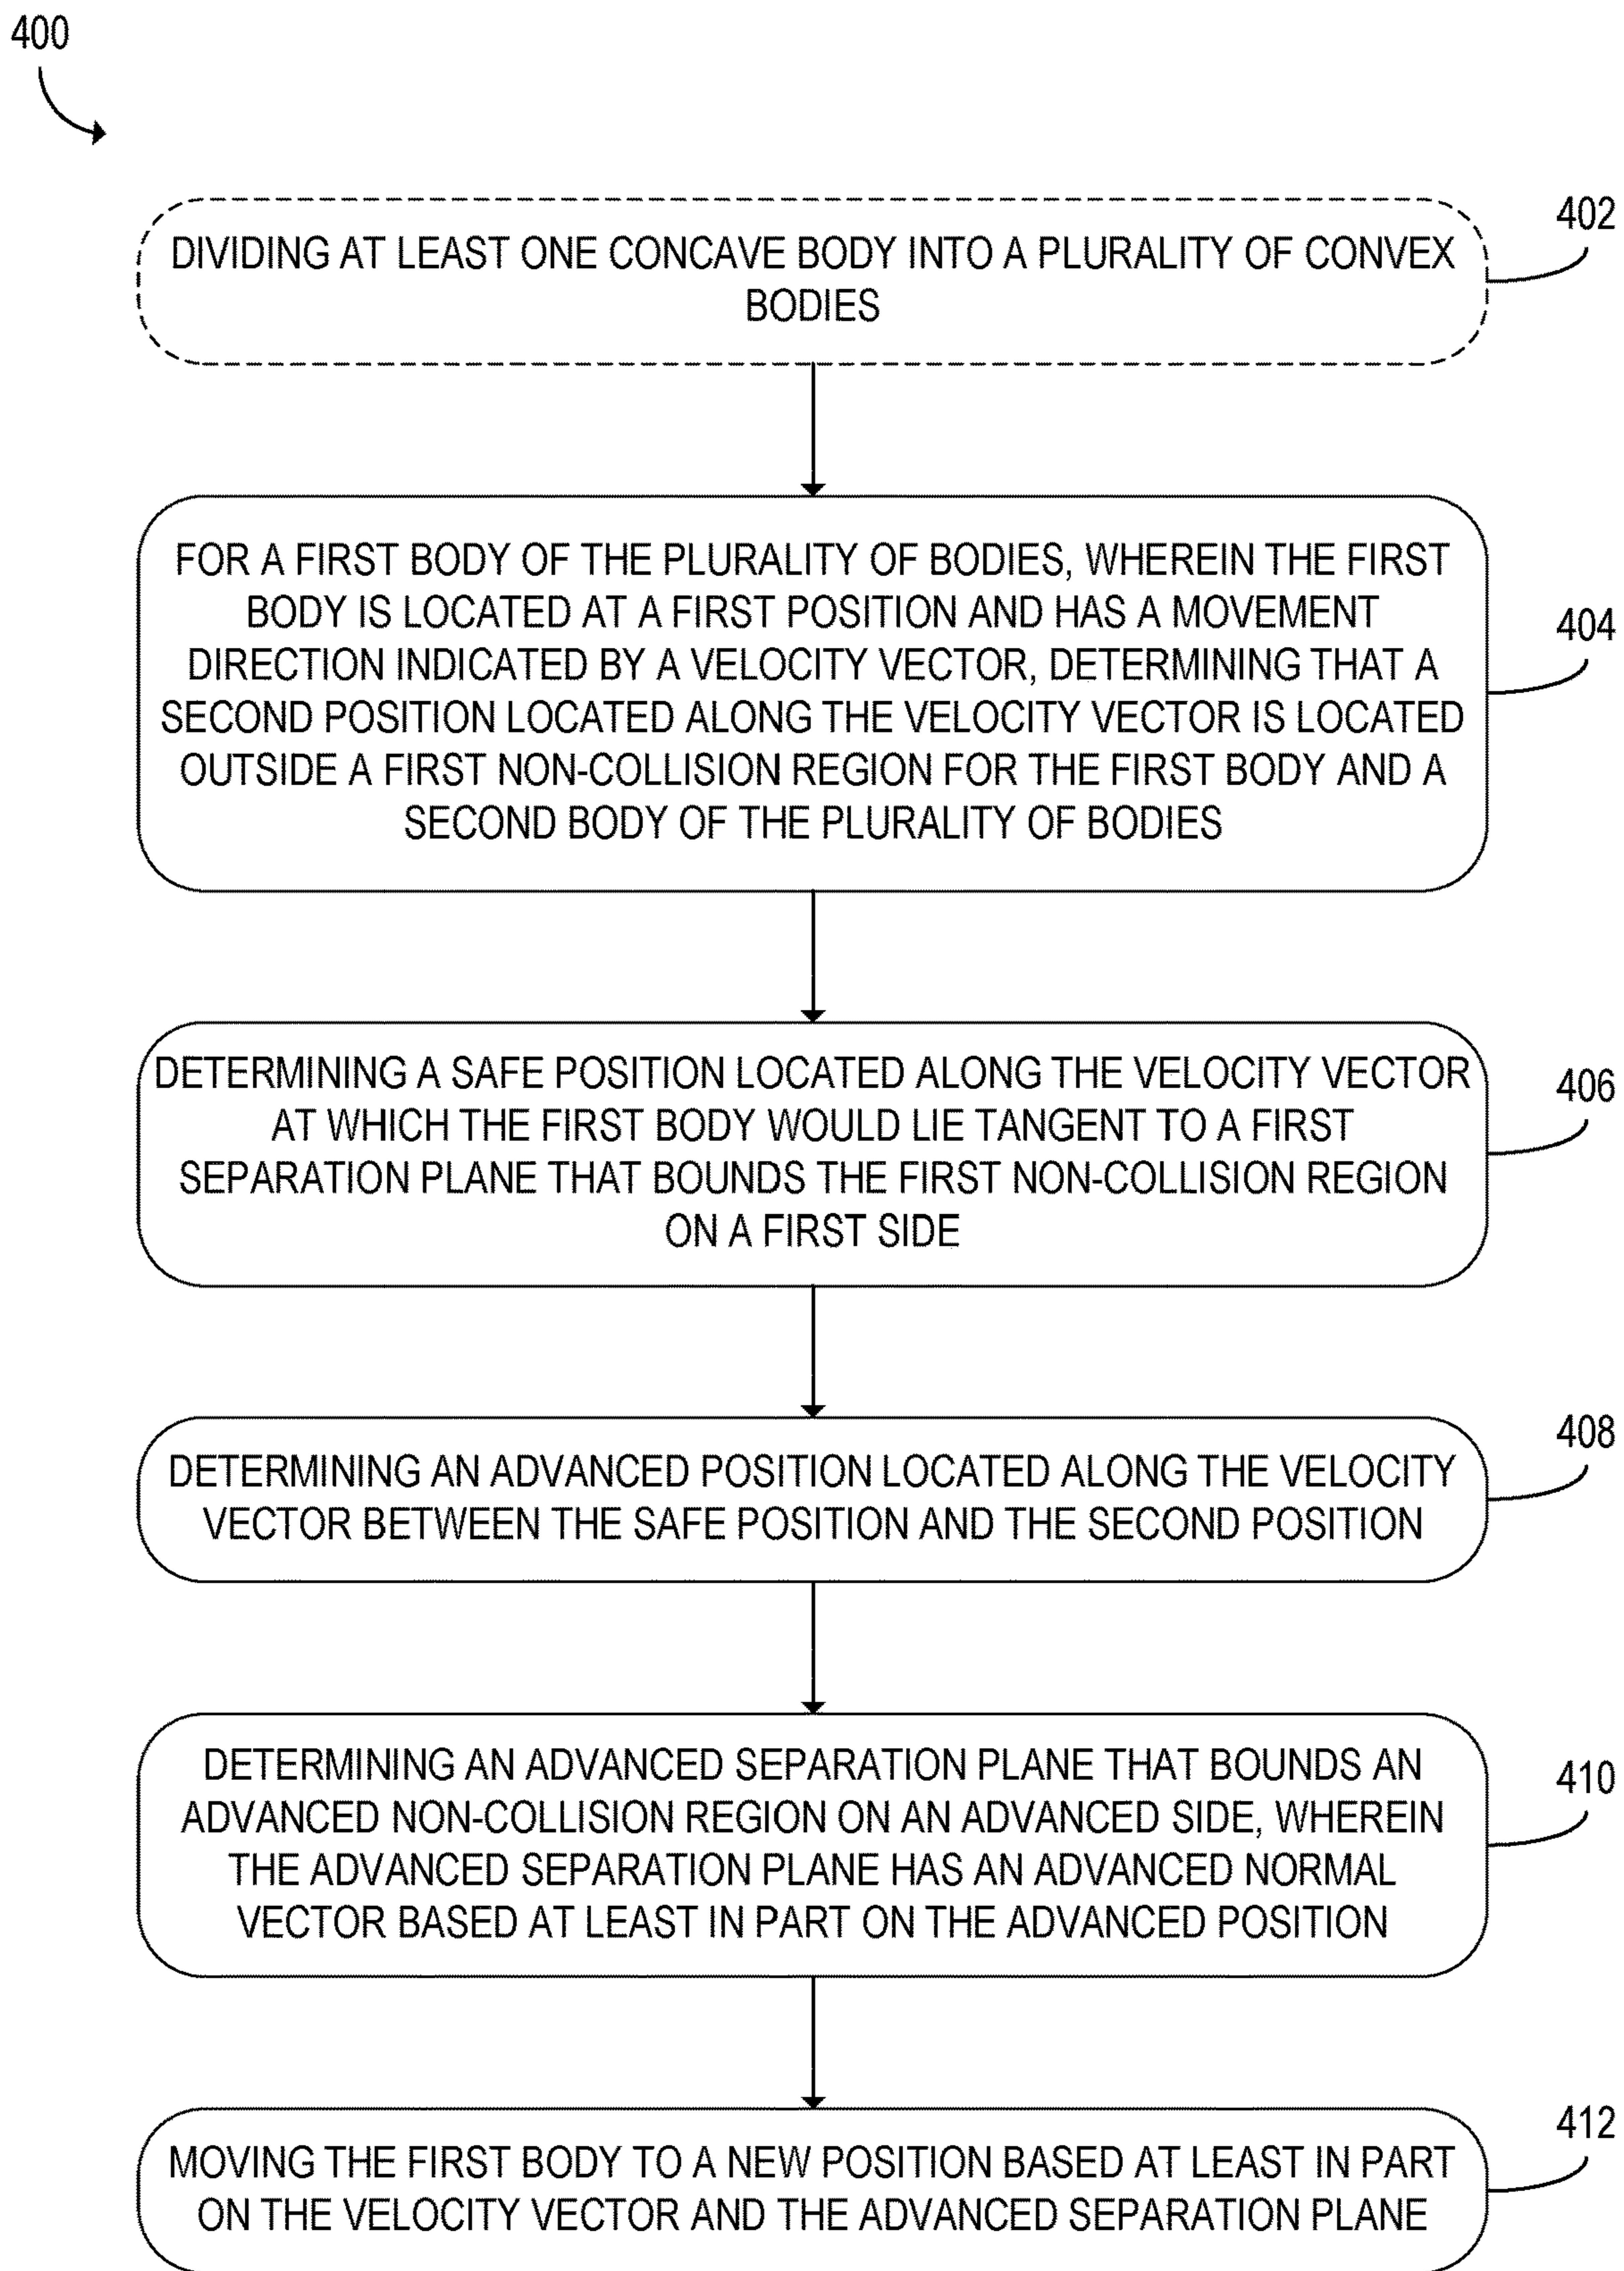 400
402
DIVIDING AT LEAST ONE CONCAVE BODY INTO A PLURALITY OF CONVEX
BODIES
404
FOR A FIRST BODY OF THE PLURALITY OF BODIES, WHEREIN THE FIRST
BODY IS LOCATED AT A FIRST POSITION AND HAS A MOVEMENT
DIRECTION INDICATED BY A VELOCITY VECTOR, DETERMINING THAT A
SECOND POSITION LOCATED ALONG THE VELOCITY VECTOR IS LOCATED
OUTSIDE A FIRST NON-COLLISION REGION FOR THE FIRST BODY AND A
SECOND BODY OF THE PLURALITY OF BODIES
406
DETERMINING A SAFE POSITION LOCATED ALONG THE VELOCITY VECTOR
AT WHICH THE FIRST BODY WOULD LIE TANGENT TO A FIRST
SEPARATION PLANE THAT BOUNDS THE FIRST NON-COLLISION REGION
ON A FIRST SIDE
408
DETERMINING AN ADVANCED POSITION LOCATED ALONG THE VELOCITY
VECTOR BETWEEN THE SAFE POSITION AND THE SECOND POSITION
410
DETERMINING AN ADVANCED SEPARATION PLANE THAT BOUNDS AN
ADVANCED NON-COLLISION REGION ON AN ADVANCED SIDE, WHEREIN
THE ADVANCED SEPARATION PLANE HAS AN ADVANCED NORMAL
VECTOR BASED AT LEAST IN PART ON THE ADVANCED POSITION
412
MOVING THE FIRST BODY TO A NEW POSITION BASED AT LEAST IN PART
ON THE VELOCITY VECTOR AND THE ADVANCED SEPARATION PLANE